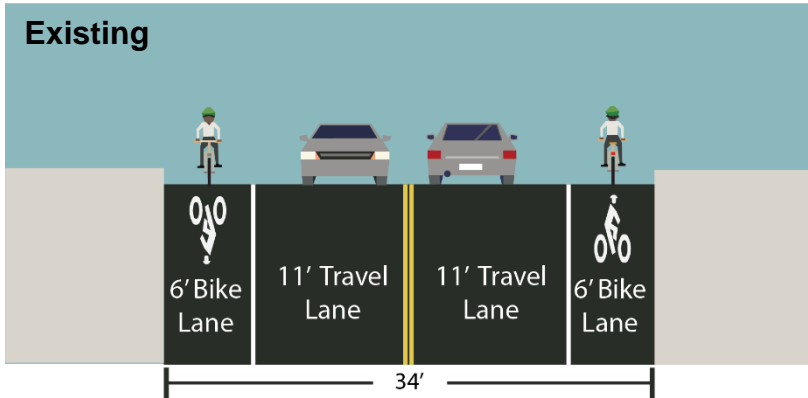 Existing
6' Bike
Lane
11' Travel
Lane
11' Travel
Lane
6' Bike
Lane
34'